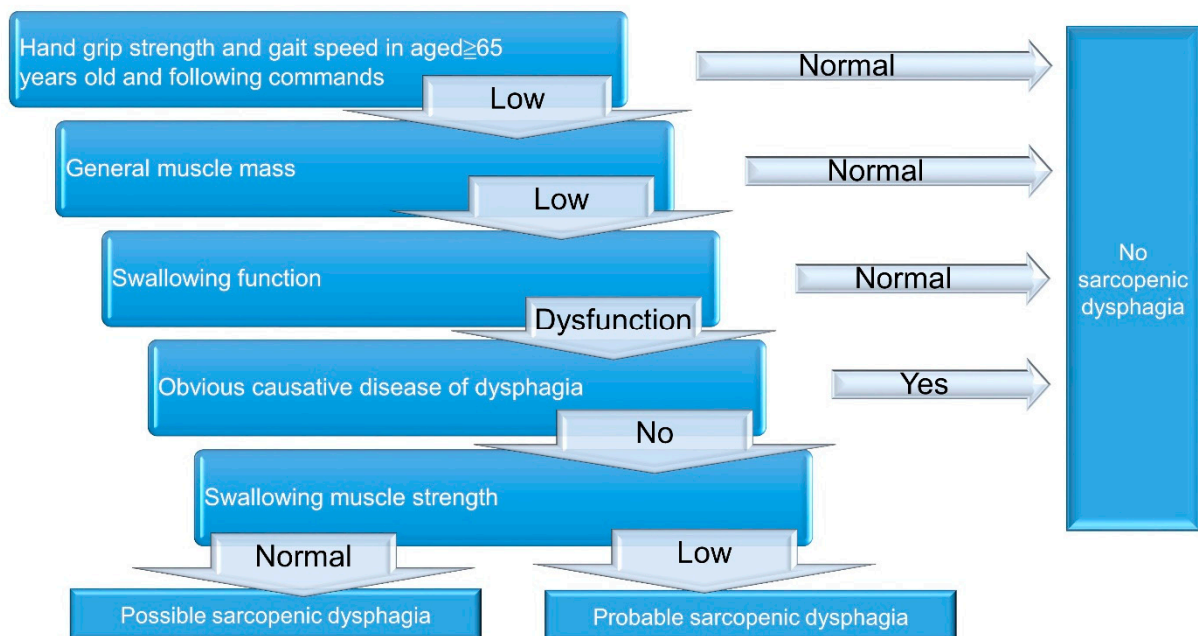 Hand grip strength and gait speed in aged≧65
years old and following commands
Normal
Low
General muscle mass
Normal
Low
Swallowing function
Normal
No
sarcopenic
dysphagia
Dysfunction
Obvious causative disease of dysphagia
Yes
No
Swallowing muscle strength
Normal
Low
Possible sarcopenic dysphagia
Probable sarcopenic dysphagia